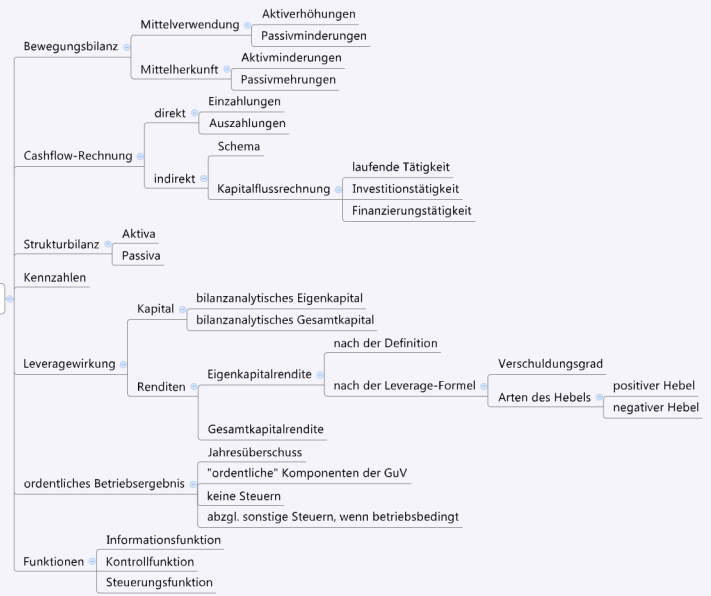 Bewegungsbilanz
Mittelverwendung
Aktiverhöhungen
Passivminderungen
Mittelherkunft
Aktivminderungen
Passivmehrungen
Cashflow-Rechnung
direkt
Einzahlungen
Auszahlungen
indirekt
Schema
Kapitalflussrechnung
laufende Tätigkeit
Investitionstätigkeit
Finanzierungstätigkeit
Strukturbilanz
Aktiva
Passiva
Kennzahlen
Leveragewirkung
Kapital
bilanzanalytisches Eigenkapital
bilanzanalytisches Gesamtkapital
Renditen
Eigenkapitalrendite
nach der Definition
nach der Leverage-Formel
Verschuldungsgrad
Arten des Hebels
positiver Hebel
negativer Hebel
Gesamtkapitalrendite
ordentliches Betriebsergebnis
Jahresüberschuss
"ordentliche" Komponenten der GuV
keine Steuern
abzgl. sonstige Steuern, wenn betriebsbedingt
Funktionen
Informationsfunktion
Kontrollfunktion
Steuerungsfunktion